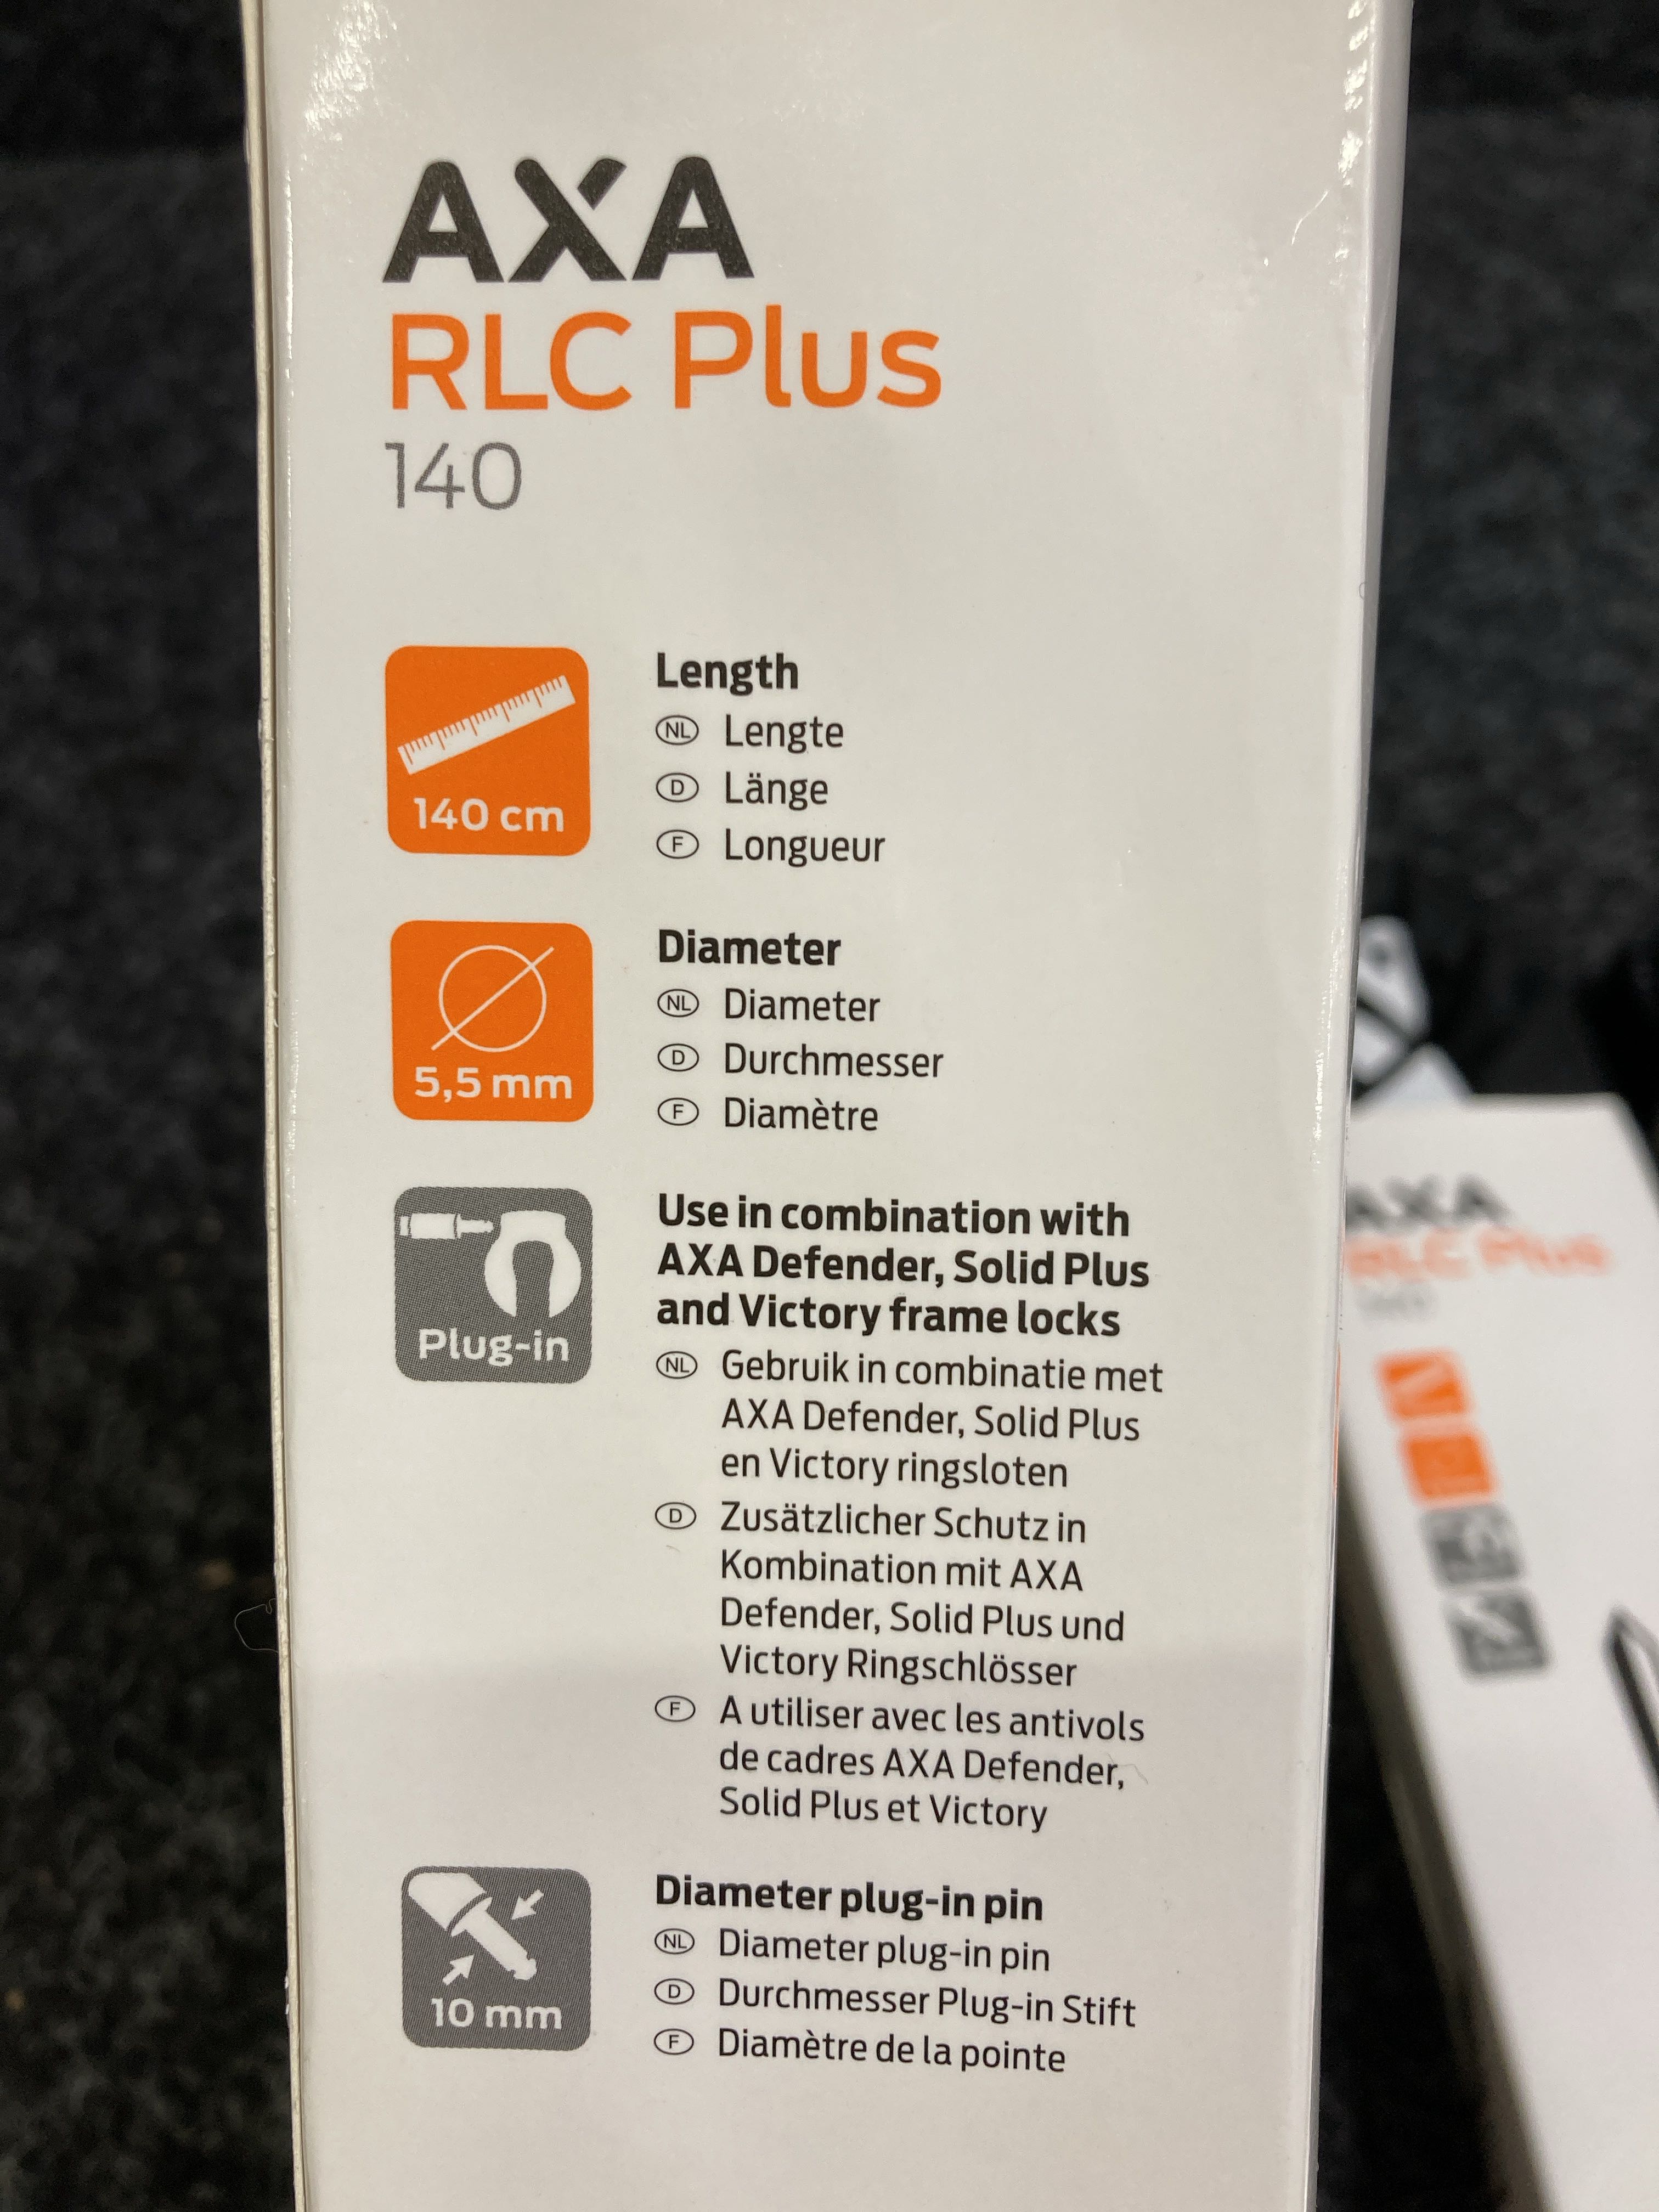 AXA
RLC Plus
140
140 cm
Length
NL Lengte
D Länge
F Longueur
5,5 mm
Diameter
NL Diameter
D Durchmesser
F Diamètre
Plug-in
Use in combination with
AXA Defender, Solid Plus
and Victory frame locks
NL Gebruik in combinatie met
AXA Defender, Solid Plus
en Victory ringsloten
D Zusätzlicher Schutz in
Kombination mit AXA
Defender, Solid Plus und
Victory Ringschlösser
F A utiliser avec les antivols
de cadres AXA Defender,
Solid Plus et Victory
10 mm
Diameter plug-in pin
NL Diameter plug-in pin
D Durchmesser Plug-in Stift
F Diamètre de la pointe
AXA
RLC Plus